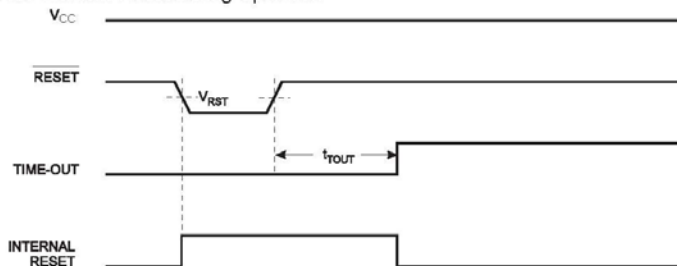 VCC
RESET
VRST
tTOUT
TIME-OUT
INTERNAL
RESET